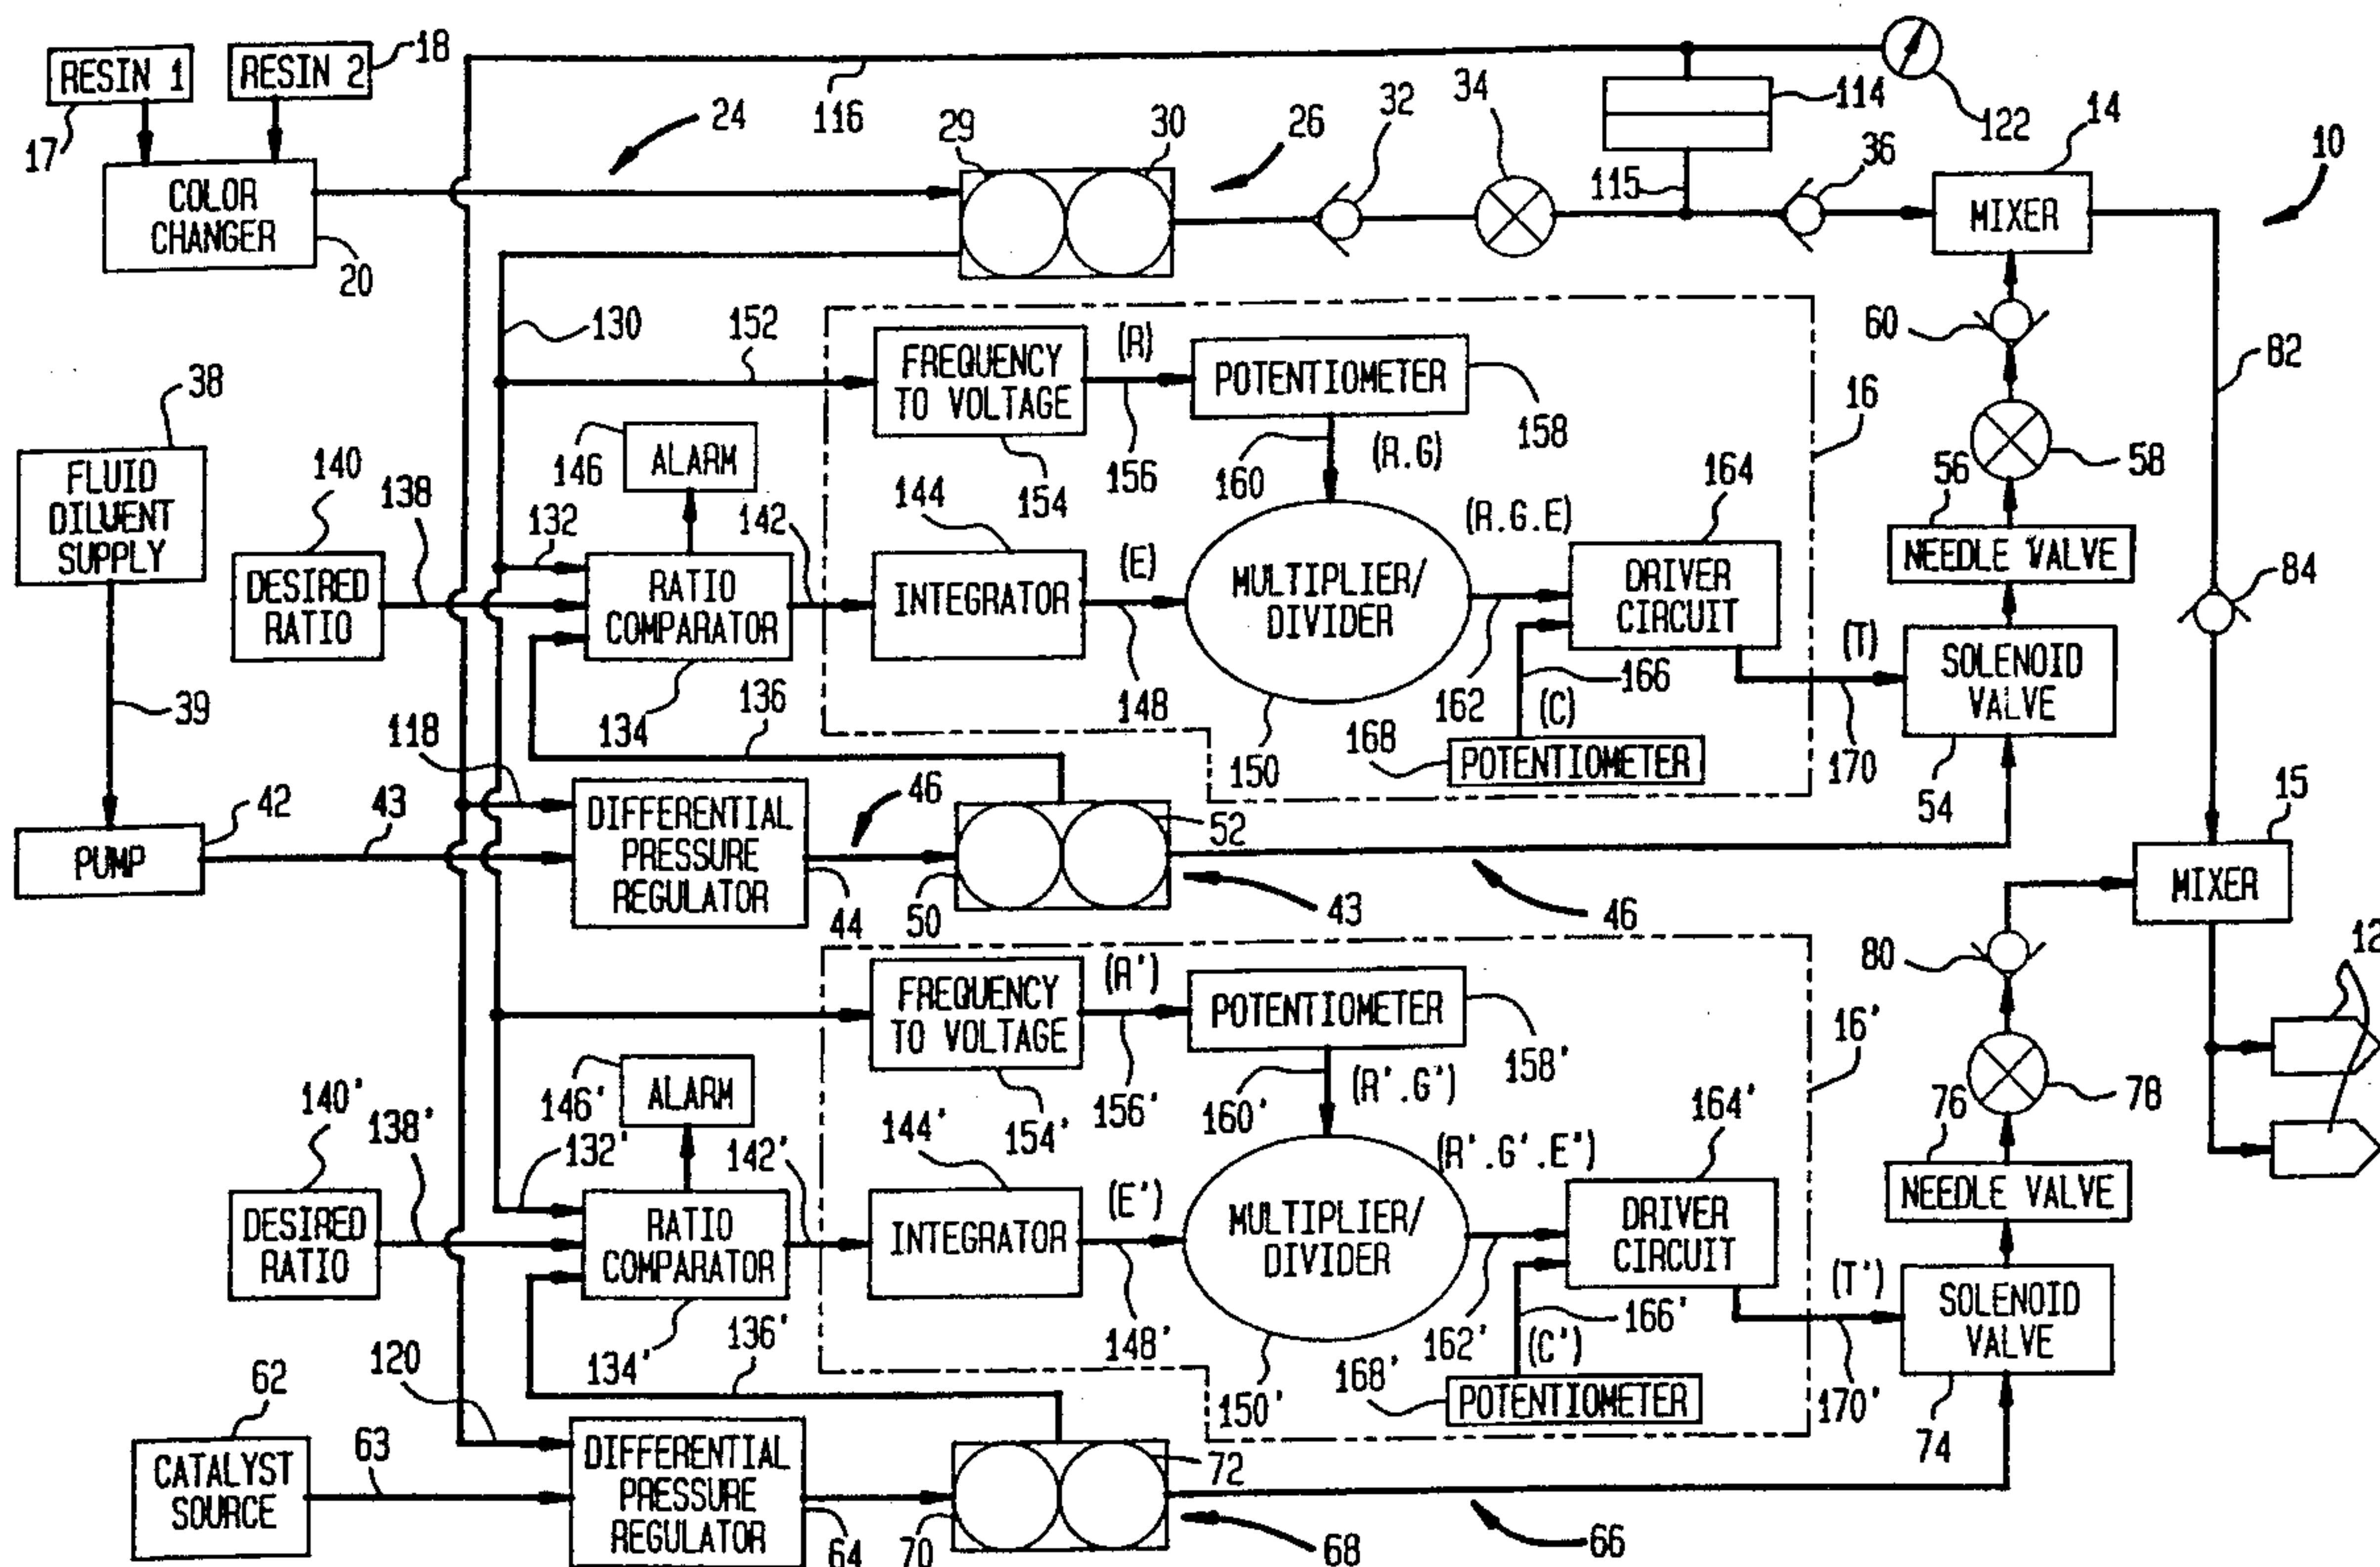 RESIN 1
RESIN 2
18
17
COLOR
CHANGER
20
24
116
29
30
26
32
34
114
115
36
122
14
MIXER
10
130
152
FREQUENCY
TO VOLTAGE
154
(R)
156
POTENTIOMETER
158
160
(R.G)
16
60
82
58
56
NEEDLE VALVE
38
FLUID
DILUENT
SUPPLY
39
140
DESIRED
RATIO
138
132
146
ALARM
RATIO
COMPARATOR
134
142
144
INTEGRATOR
(E)
148
MULTIPLIER/
DIVIDER
150
(R.G.E)
162
164
DRIVER
CIRCUIT
166
(C)
168
POTENTIOMETER
(T)
170
SOLENOID
VALVE
54
84
136
118
PUMP
42
43
DIFFERENTIAL
PRESSURE
REGULATOR
44
46
50
52
43
46
15
MIXER
12
80
78
76
NEEDLE VALVE
FREQUENCY
TO VOLTAGE
154'
(R')
156'
POTENTIOMETER
158'
160'
(R'.G')
16'
140'
DESIRED
RATIO
138'
132'
146'
ALARM
RATIO
COMPARATOR
134'
142'
144'
INTEGRATOR
(E')
148'
MULTIPLIER/
DIVIDER
150'
(R'.G'.E')
162'
164'
DRIVER
CIRCUIT
166'
(C')
168'
POTENTIOMETER
(T')
170'
SOLENOID
VALVE
74
136'
120
62
CATALYST
SOURCE
63
DIFFERENTIAL
PRESSURE
REGULATOR
64
70
72
68
66